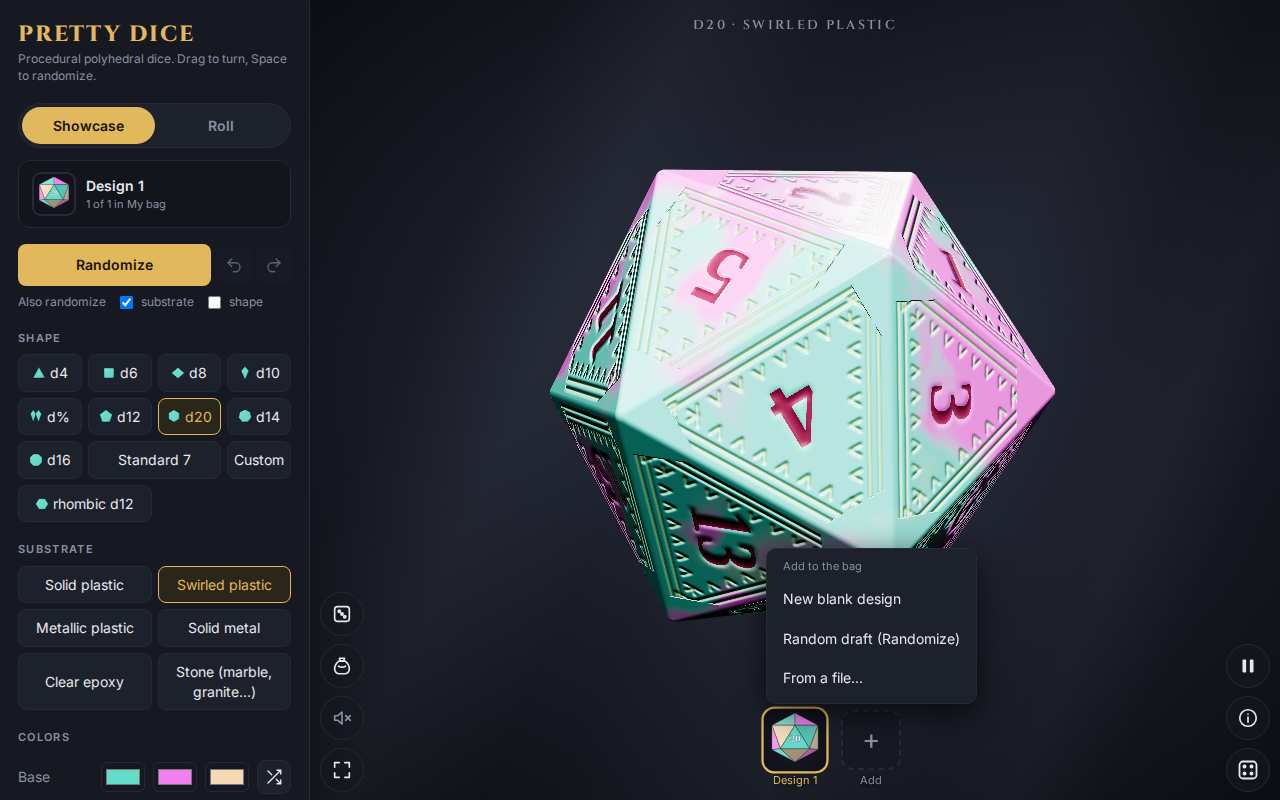 PRETTY DICE
Procedural polyhedral dice. Drag to turn, Space
to randomize.
Showcase
Roll
Design 1
1 of 1 in My bag
Randomize
Also randomize
substrate
shape
SHAPE
d4
d6
d8
d10
d%
d12
d20
d14
d16
Standard 7
Custom
rhombic d12
SUBSTRATE
Solid plastic
Swirled plastic
Metallic plastic
Solid metal
Clear epoxy
Stone (marble,
granite...)
COLORS
Base
D20 · SWIRLED PLASTIC
2
5
1
4
3
13
Add to the bag
New blank design
Random draft (Randomize)
From a file...
20
Design 1
+
Add